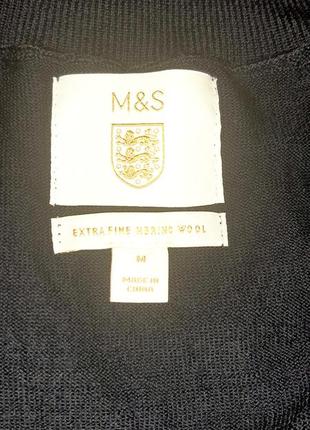 M&S
EXTRA FINE MERINO WOOL
M
MADE IN
CHINA